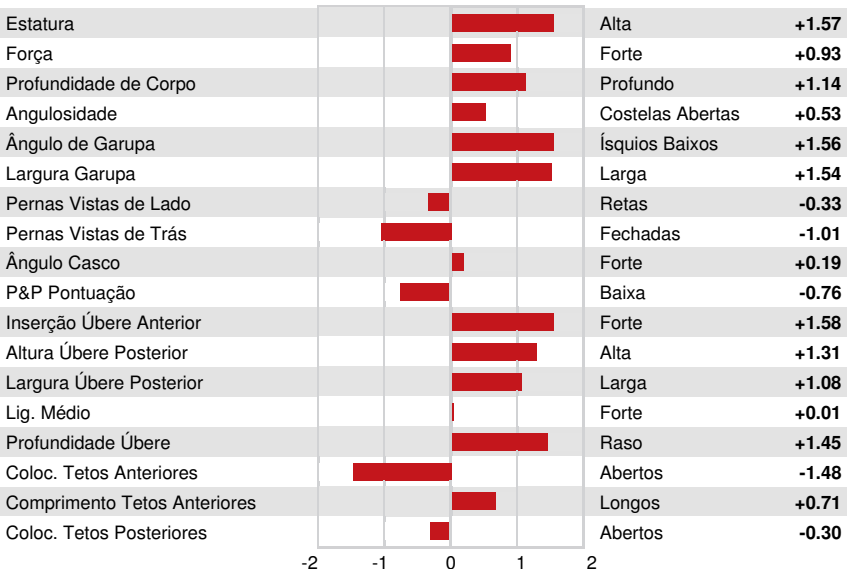 Estatura Alta +1.57
Força Forte +0.93
Profundidade de Corpo Profundo +1.14
Angulosidade Costelas Abertas +0.53
Ângulo de Garupa Ísquios Baixos +1.56
Largura Garupa Larga +1.54
Pernas Vistas de Lado Retas -0.33
Pernas Vistas de Trás Fechadas -1.01
Ângulo Casco Forte +0.19
P&P Pontuação Baixa -0.76
Inserção Úbere Anterior Forte +1.58
Altura Úbere Posterior Alta +1.31
Largura Úbere Posterior Larga +1.08
Lig. Médio Forte +0.01
Profundidade Úbere Raso +1.45
Coloc. Tetos Anteriores Abertos -1.48
Comprimento Tetos Anteriores Longos +0.71
Coloc. Tetos Posteriores Abertos -0.30
-2 -1 0 1 2